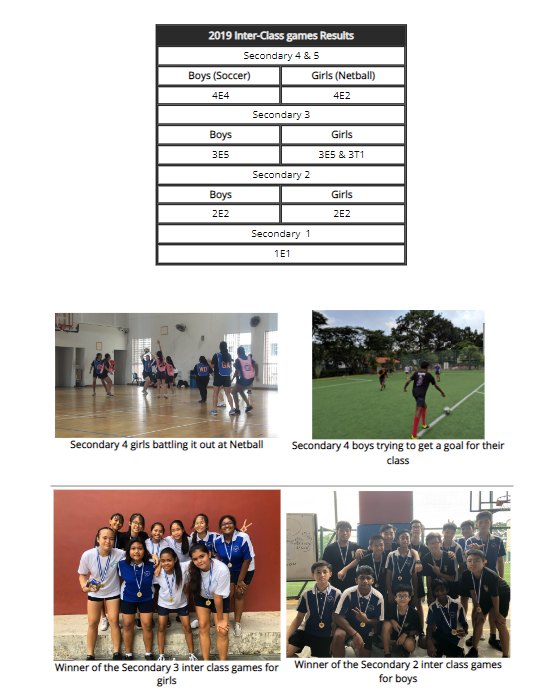 2019 Inter-Class games Results
Secondary 4 & 5
Boys (Soccer) Girls (Netball)
4E4 4E2
Secondary 3
Boys Girls
3E5 3E5 & 3T1
Secondary 2
Boys Girls
2E2 2E2
Secondary 1
1E1
WD
GA
Secondary 4 girls battling it out at Netball
Secondary 4 boys trying to get a goal for their
class
Winner of the Secondary 3 inter class games for
girls
Winner of the Secondary 2 inter class games
for boys